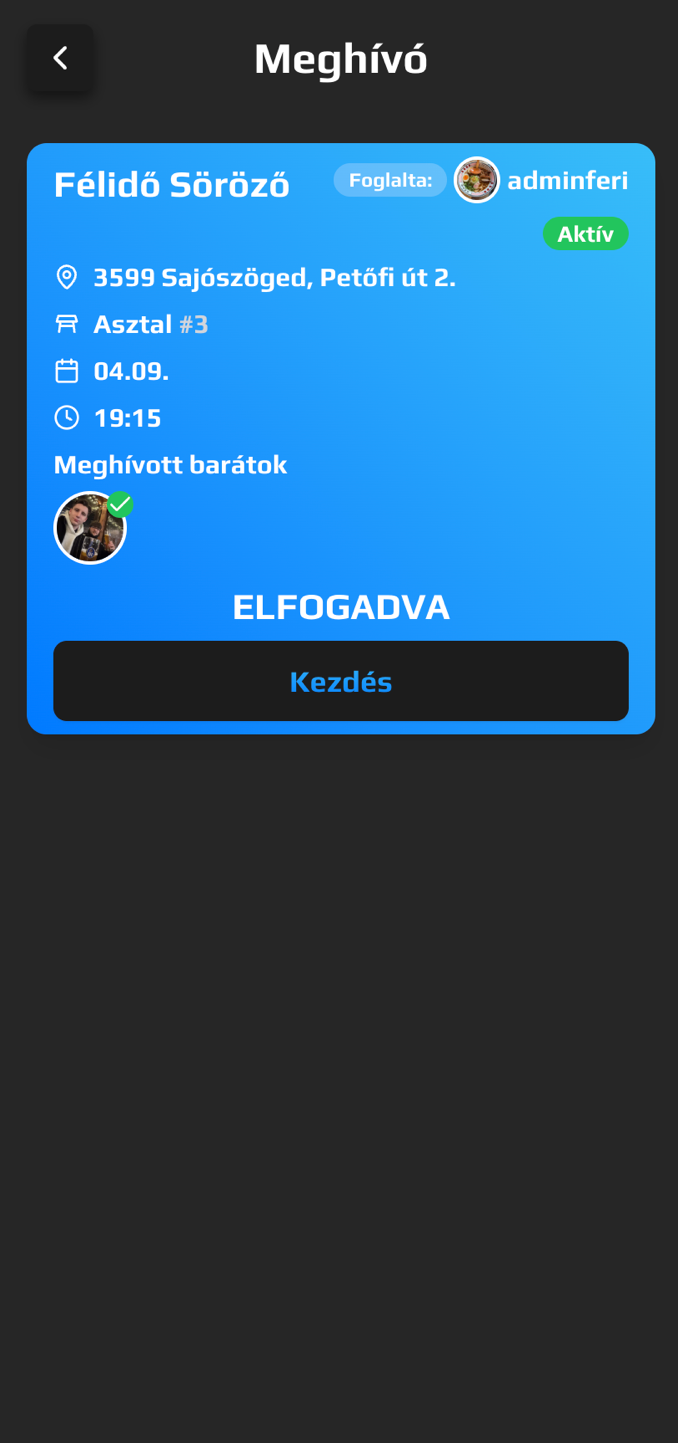 Meghívó
Félidő Söröző
Foglalta: adminferi
Aktív
3599 Sajószöged, Petőfi út 2.
Asztal #3
04.09.
19:15
Meghívott barátok
ELFOGADVA
Kezdés